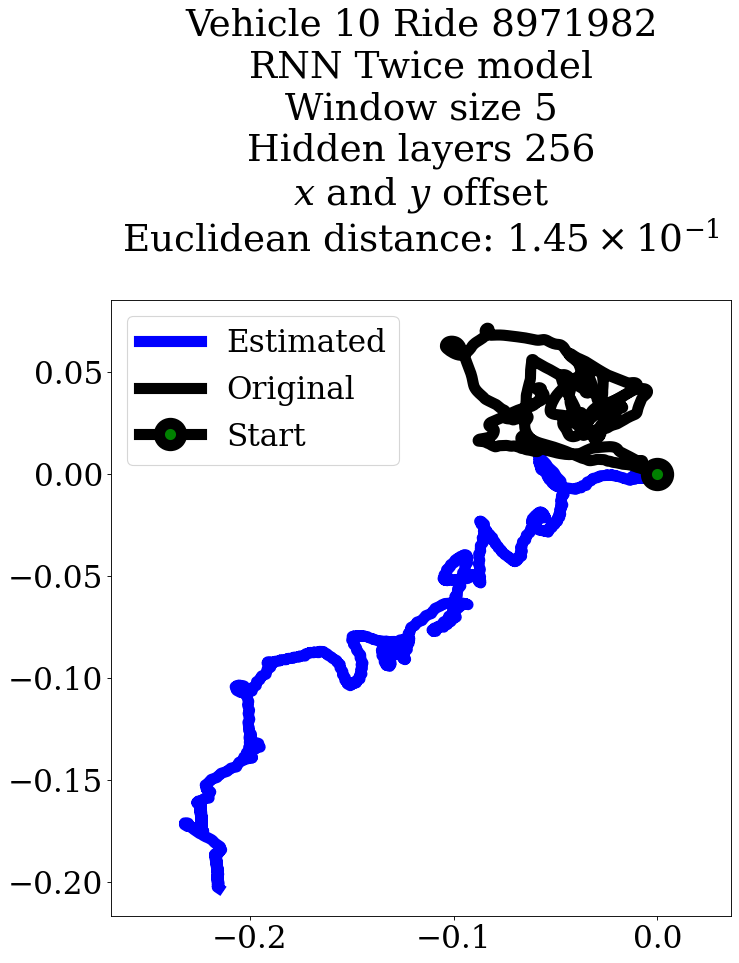 Vehicle 10 Ride 8971982
RNN Twice model
Window size 5
Hidden layers 256
x and y offset
Euclidean distance: 1.45 × 10⁻¹
Estimated
Original
Start
0.05
0.00
−0.05
−0.10
−0.15
−0.20
−0.2 −0.1 0.0